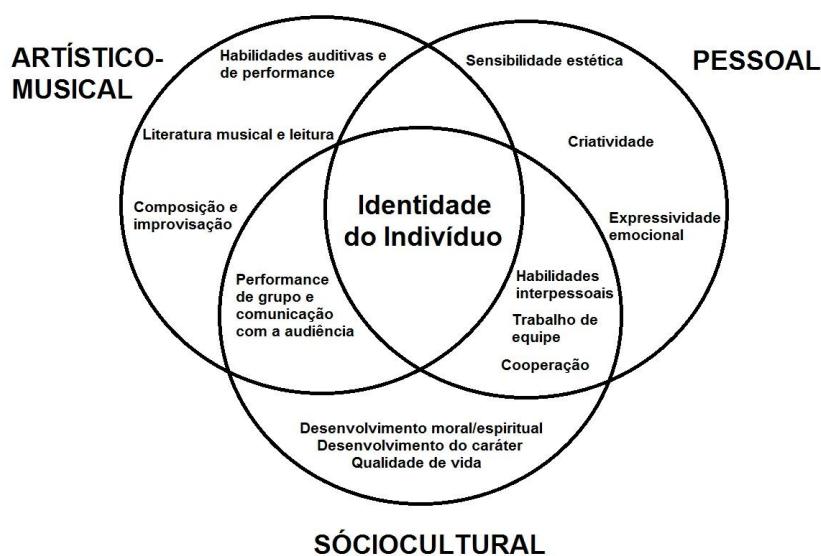 ARTÍSTICO-
MUSICAL
Habilidades auditivas e
de performance
Literatura musical e leitura
Composição e
improvisação
Sensibilidade estética
PESSOAL
Criatividade
Expressividade
emocional
Identidade
do Indivíduo
Performance
de grupo e
comunicação
com a audiência
Habilidades
interpessoais
Trabalho de
equipe
Cooperação
Desenvolvimento moral/espiritual
Desenvolvimento do caráter
Qualidade de vida
SÓCIOCULTURAL